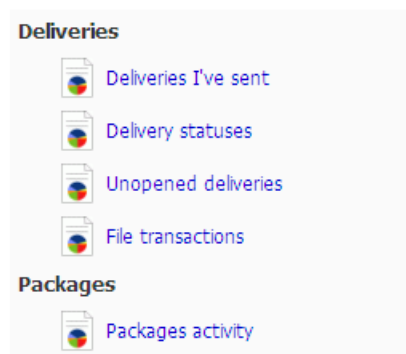 Deliveries
Deliveries I've sent
Delivery statuses
Unopened deliveries
File transactions
Packages
Packages activity